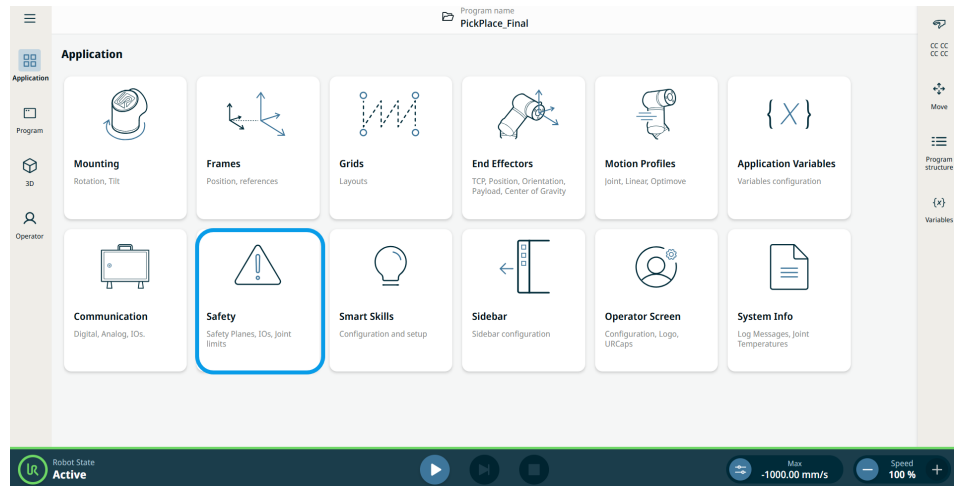 Program name
PickPlace_Final
Application
Program
3D
Operator
Application
Mounting
Rotation, Tilt
Frames
Position, references
Grids
Layouts
End Effectors
TCP, Position, Orientation,
Payload, Center of Gravity
Motion Profiles
Joint, Linear, Optimove
{X}
Application Variables
Variables configuration
Communication
Digital, Analog, IOs.
Safety
Safety Planes, IOs, Joint
limits
Smart Skills
Configuration and setup
Sidebar
Sidebar configuration
Operator Screen
Configuration, Logo,
URCaps
System Info
Log Messages, Joint
Temperatures
CC CC
CC CC
Move
Program
structure
{x}
Variables
UR
Robot State
Active
Max
-1000.00 mm/s
Speed
100 %